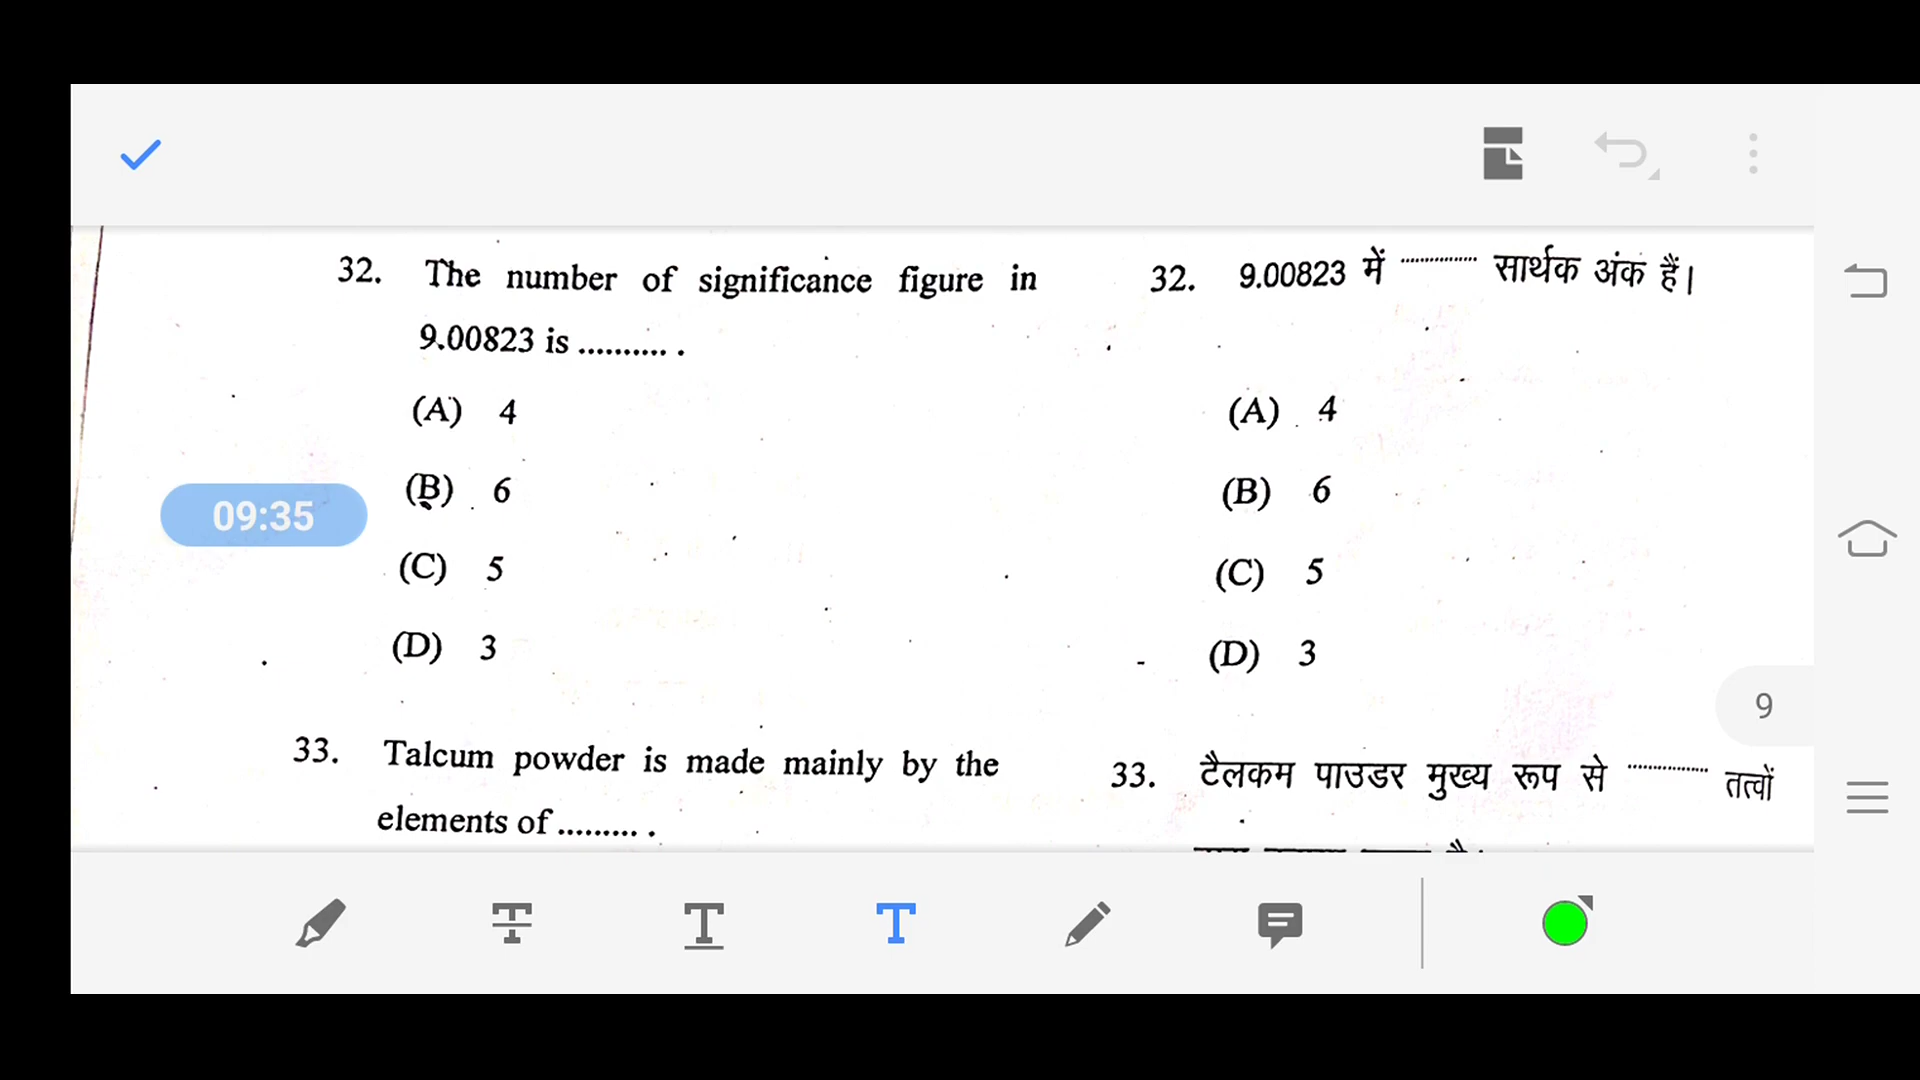 32. The number of significance figure in
9.00823 is .......... .
(A) 4
(B) 6
(C) 5
(D) 3
33. Talcum powder is made mainly by the
elements of ......... .
32. 9.00823 में .............. सार्थक अंक हैं।
(A) 4
(B) 6
(C) 5
(D) 3
33. टैलकम पाउडर मुख्य रूप से .............. तत्वों
09:35
9